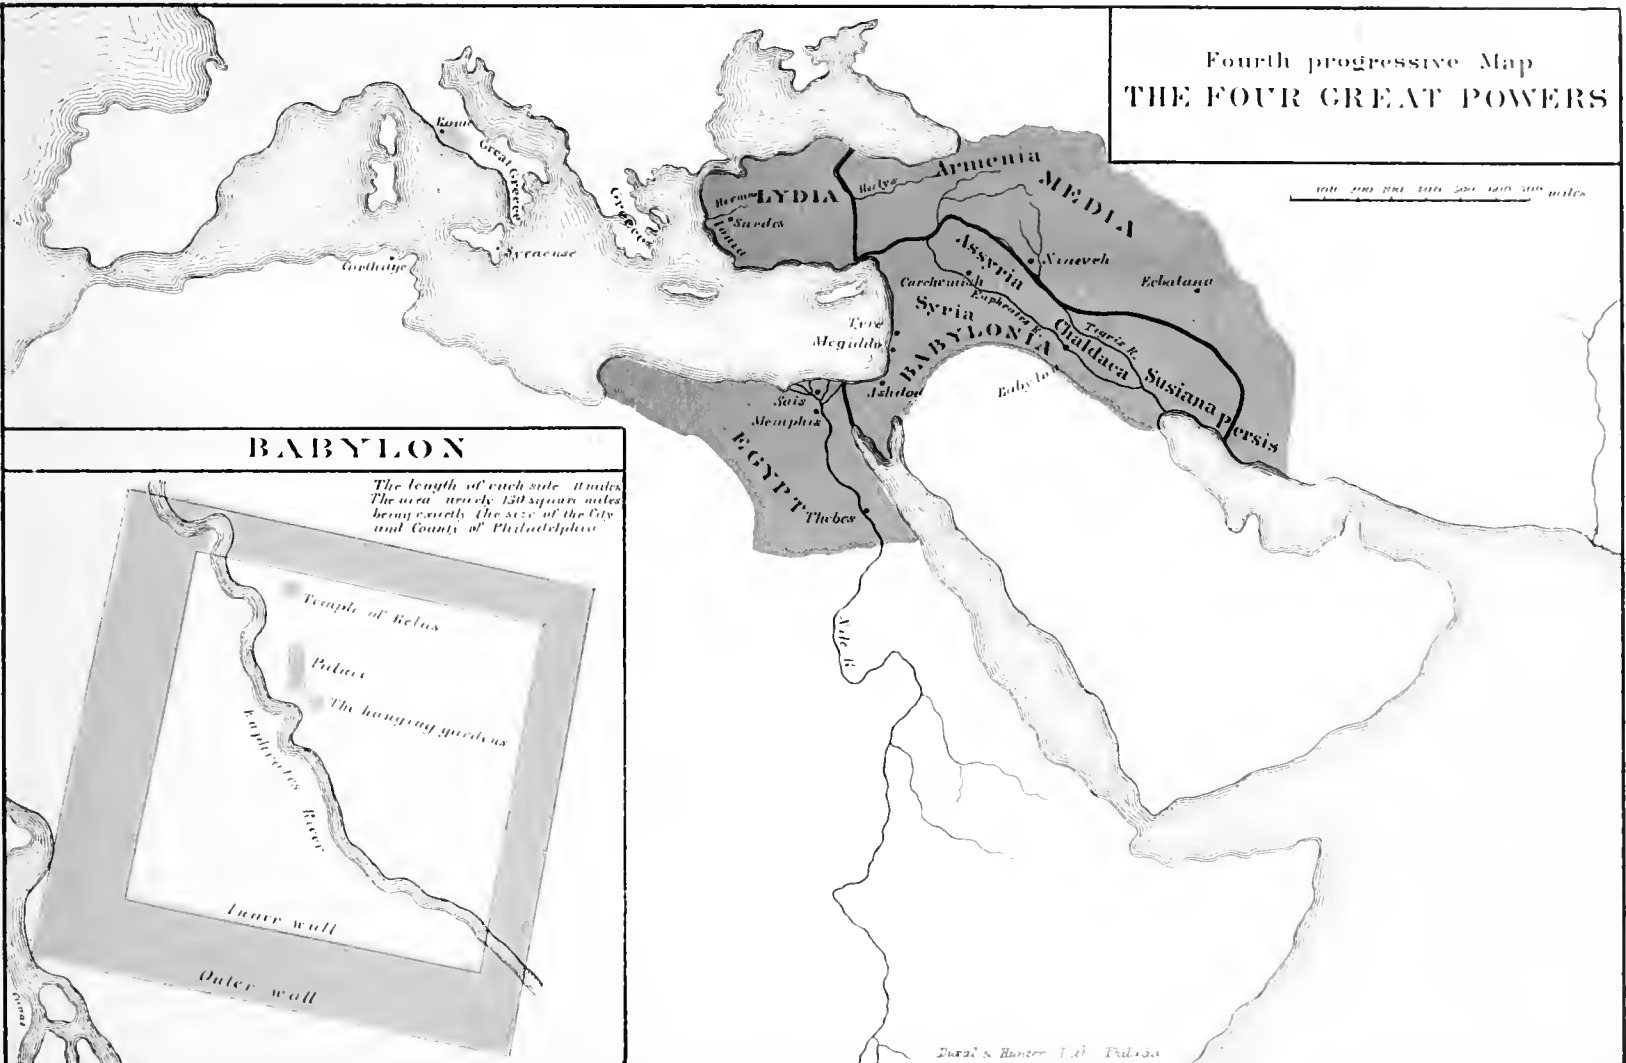 Fourth progressive Map
THE FOUR GREAT POWERS
miles
Rome
Great Greece
Greece
Syracuse
Carthage
LYDIA
Ionia
Halys
Armenia
MEDIA
Assyria
Nineveh
Ecbatana
Carchemish
Euphrates R.
Syria
BABYLONIA
Tyre
Megiddo
Ashdod
Tigris R.
Chaldaea
Babylon
Susiana
Persis
Sais
Memphis
EGYPT
Thebes
Nile R.
BABYLON
The length of each side
The area nearly 150 square miles
being exactly the size of the City
and County of Philadelphia
Temple of Belus
Palace
The hanging gardens
Euphrates River
Inner wall
Outer wall